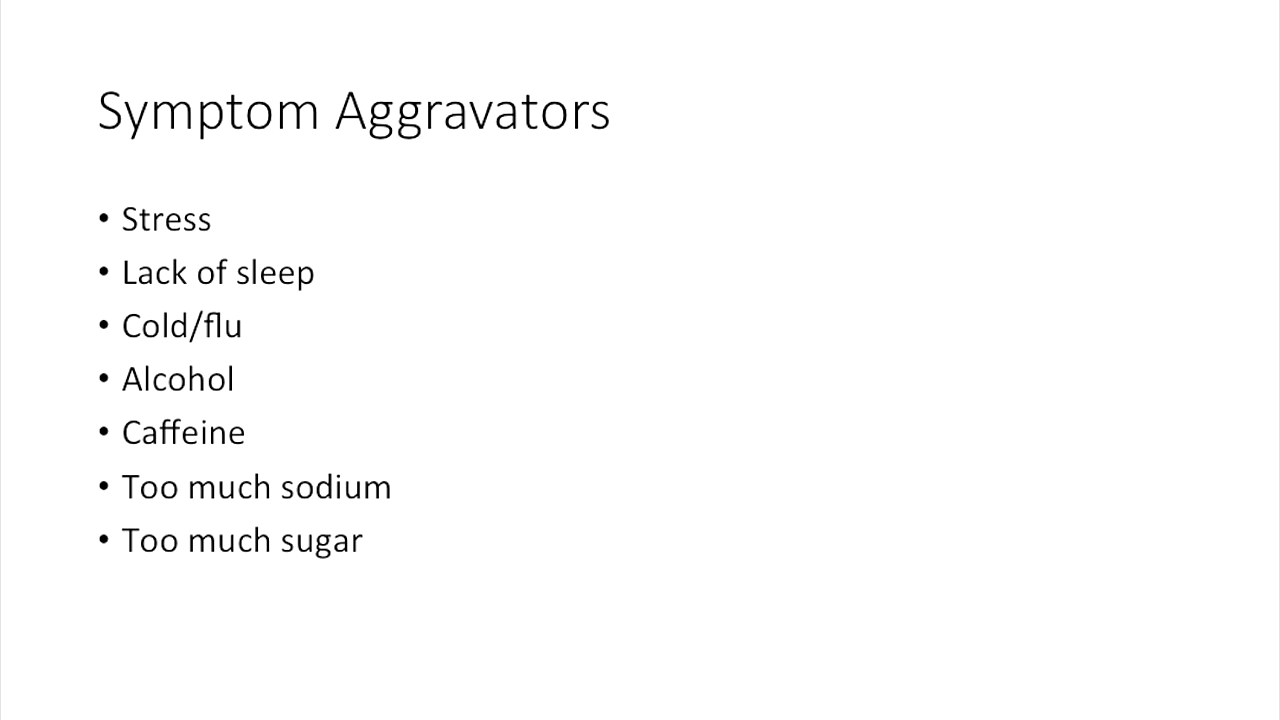 Symptom Aggravators
• Stress
• Lack of sleep
• Cold/flu
• Alcohol
• Caffeine
• Too much sodium
• Too much sugar